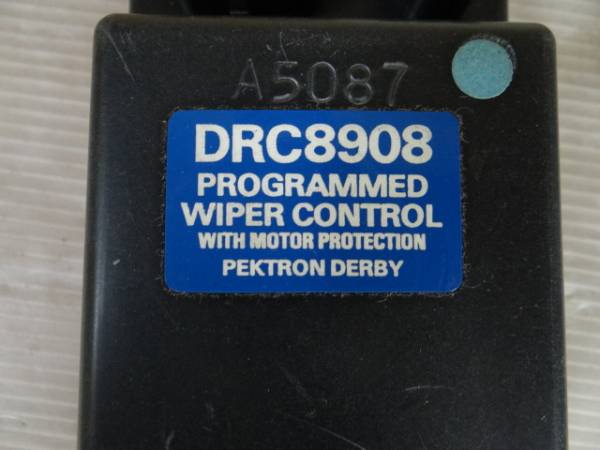 A5087
DRC8908
PROGRAMMED
WIPER CONTROL
WITH MOTOR PROTECTION
PEKTRON DERBY